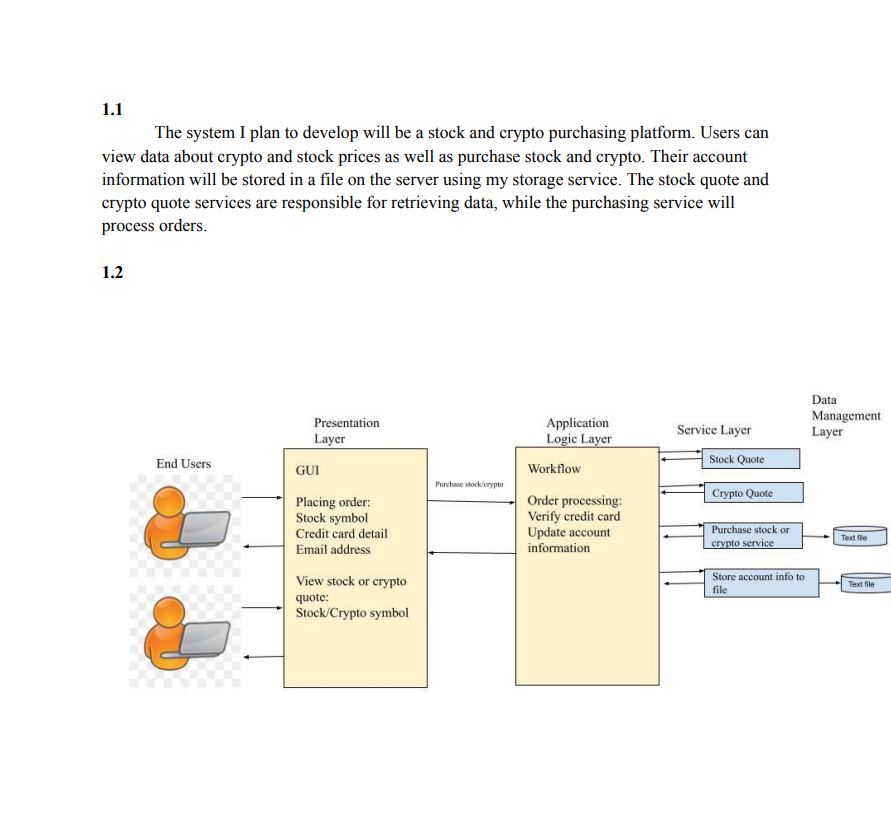 1.1
The system I plan to develop will be a stock and crypto purchasing platform. Users can
view data about crypto and stock prices as well as purchase stock and crypto. Their account
information will be stored in a file on the server using my storage service. The stock quote and
crypto quote services are responsible for retrieving data, while the purchasing service will
process orders.
1.2
End Users
Presentation
Layer
GUI
Placing order:
Stock symbol
Credit card detail
Email address
View stock or crypto
quote:
Stock/Crypto symbol
Purchase stock/crypto
Application
Logic Layer
Workflow
Order processing:
Verify credit card
Update account
information
Service Layer
Stock Quote
Crypto Quote
Purchase stock or
crypto service
Store account info to
file
Data
Management
Layer
Text file
Text file